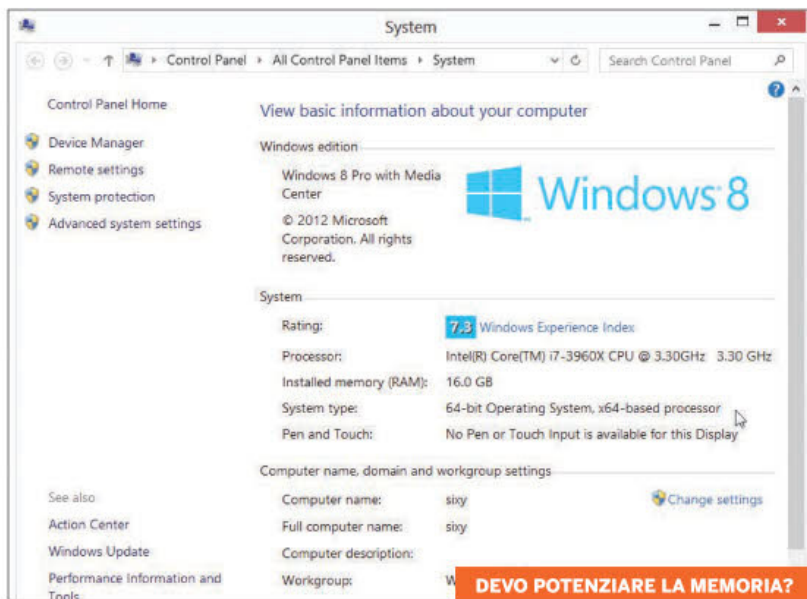 System
Control Panel All Control Panel Items System
Search Control Panel
Control Panel Home
Device Manager
Remote settings
System protection
Advanced system settings
See also
Action Center
Windows Update
Performance Information and
Tools
View basic information about your computer
Windows edition
Windows 8 Pro with Media
Center
© 2012 Microsoft
Corporation. All rights
reserved.
Windows 8
System
Rating: 7.3 Windows Experience Index
Processor: Intel(R) Core(TM) i7-3960X CPU @ 3.30GHz 3.30 GHz
Installed memory (RAM): 16.0 GB
System type: 64-bit Operating System, x64-based processor
Pen and Touch: No Pen or Touch Input is available for this Display
Computer name, domain and workgroup settings
Computer name: sixy
Change settings
Full computer name: sixy
Computer description:
Workgroup:
DEVO POTENZIARE LA MEMORIA?